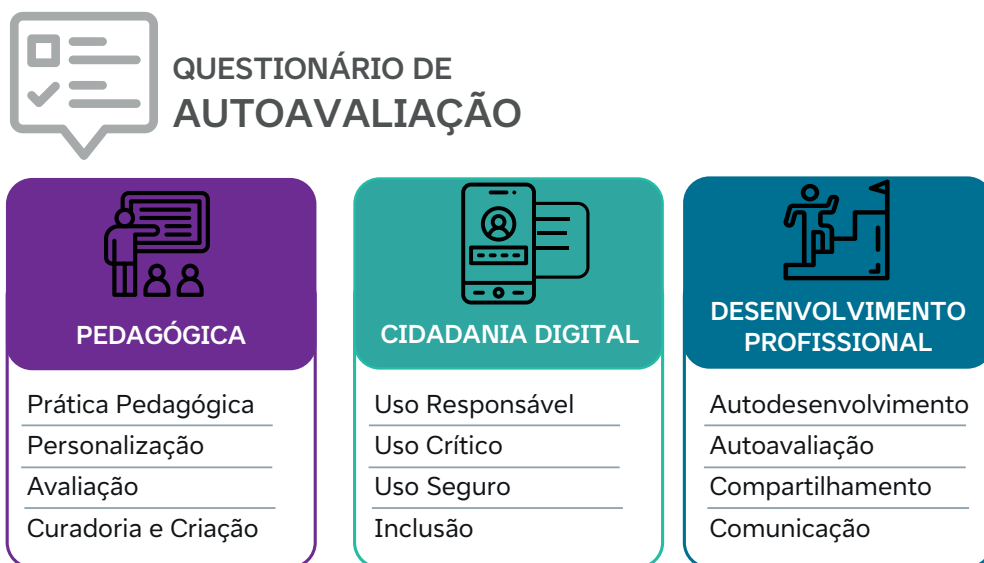 QUESTIONÁRIO DE
AUTOAVALIAÇÃO
PEDAGÓGICA
Prática Pedagógica
Personalização
Avaliação
Curadoria e Criação
CIDADANIA DIGITAL
Uso Responsável
Uso Crítico
Uso Seguro
Inclusão
DESENVOLVIMENTO
PROFISSIONAL
Autodesenvolvimento
Autoavaliação
Compartilhamento
Comunicação